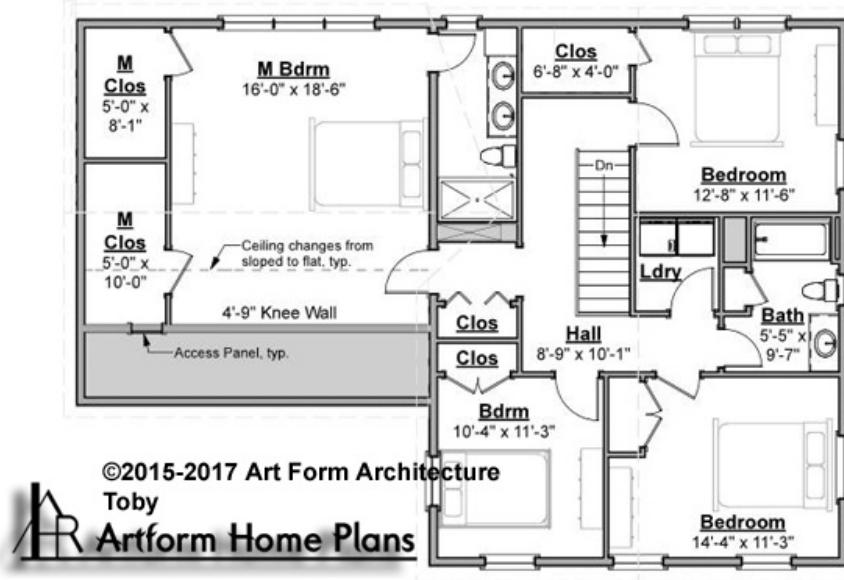 M
Clos
5'-0" x
8'-1"
M Bdrm
16'-0" x 18'-6"
Clos
6'-8" x 4'-0"
Bedroom
12'-8" x 11'-6"
Dn
M
Clos
5'-0" x
10'-0"
Ceiling changes from
sloped to flat, typ.
4'-9" Knee Wall
Access Panel, typ.
Ldry
Clos
Clos
Hall
8'-9" x 10'-1"
Bath
5'-5" x
9'-7"
Bdrm
10'-4" x 11'-3"
Bedroom
14'-4" x 11'-3"
©2015-2017 Art Form Architecture
Toby
Artform Home Plans